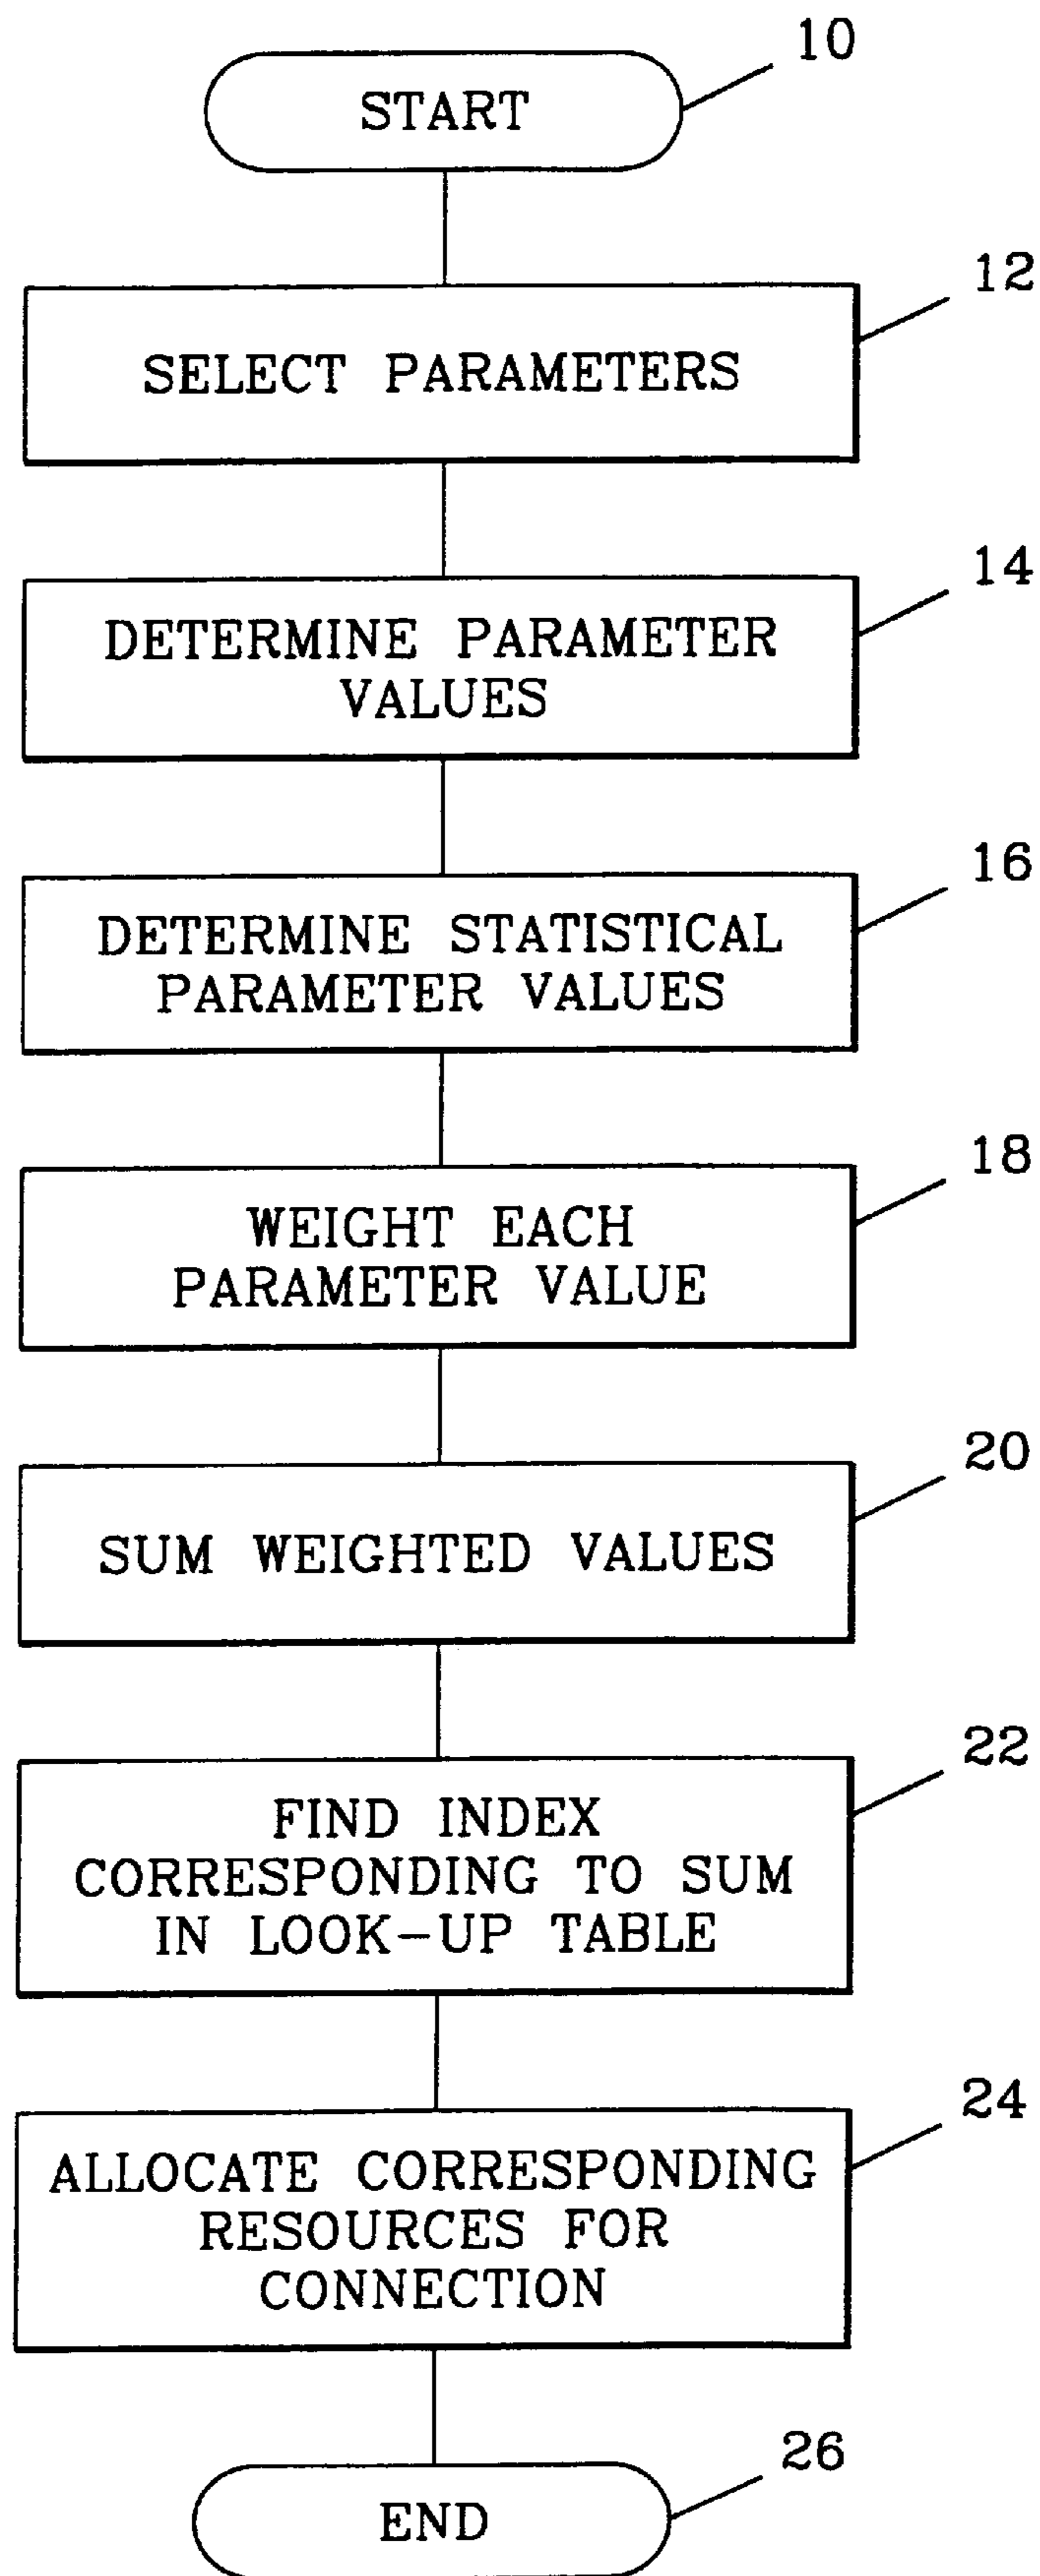 10
START
12
SELECT PARAMETERS
14
DETERMINE PARAMETER
VALUES
16
DETERMINE STATISTICAL
PARAMETER VALUES
18
WEIGHT EACH
PARAMETER VALUE
20
SUM WEIGHTED VALUES
22
FIND INDEX
CORRESPONDING TO SUM
IN LOOK-UP TABLE
24
ALLOCATE CORRESPONDING
RESOURCES FOR
CONNECTION
26
END